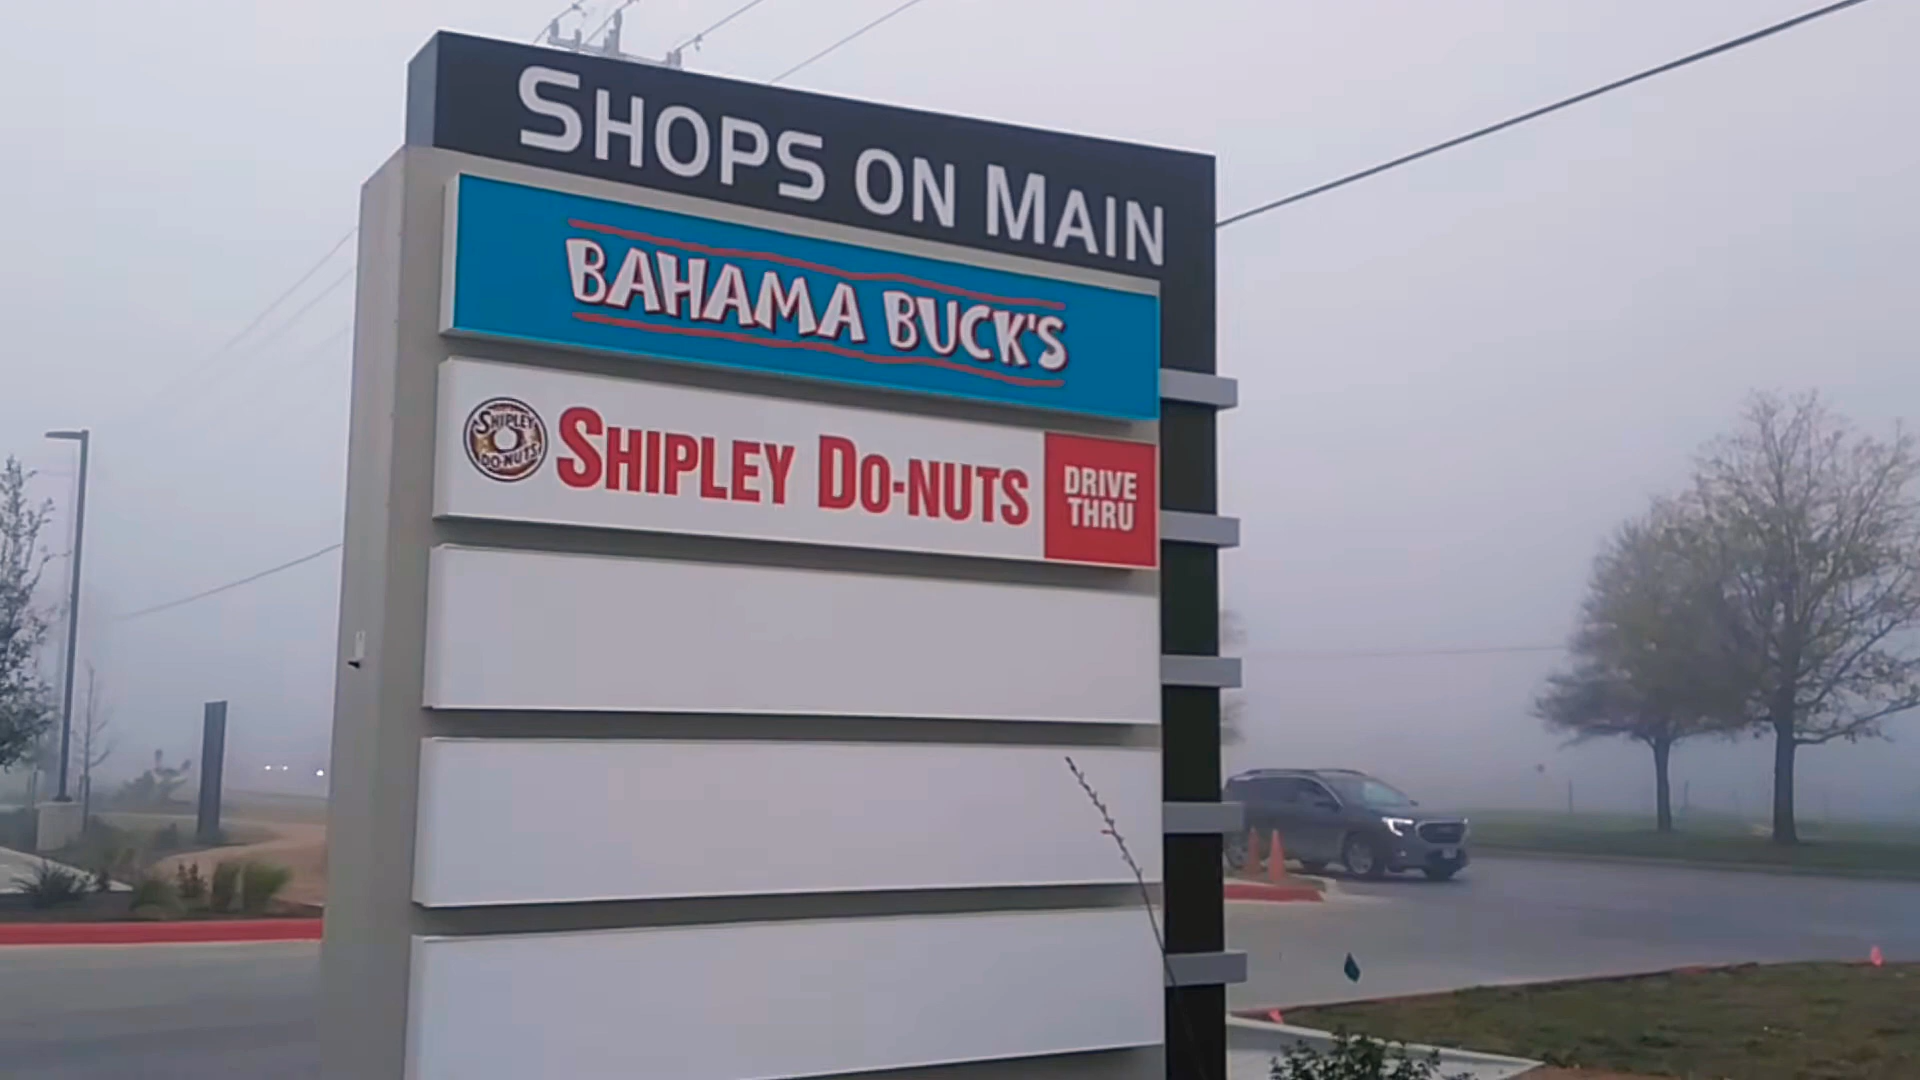 SHOPS ON MAIN
BAHAMA BUCK'S
SHIPLEY
DO-NUTS
SHIPLEY DO-NUTS
DRIVE
THRU